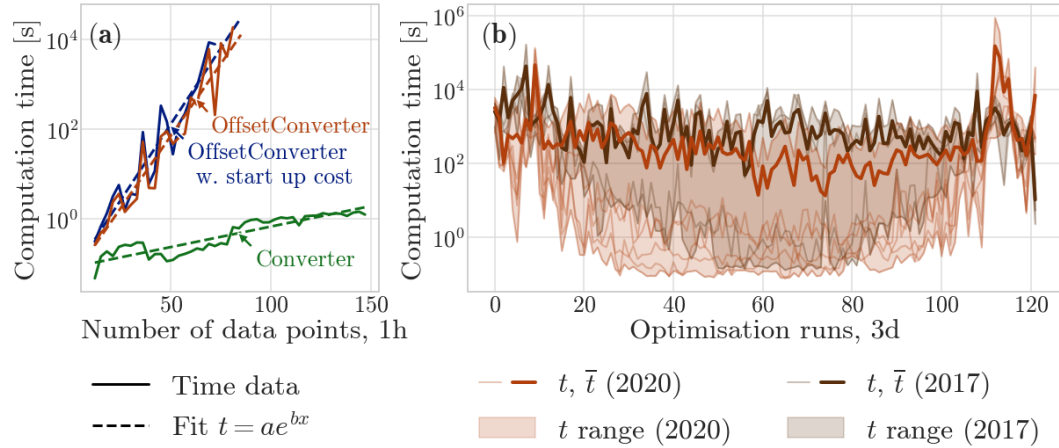 (a)
Computation time [s]
10^4
10^2
10^0
OffsetConverter
OffsetConverter
w. start up cost
Converter
50
100
150
Number of data points, 1h
(b)
Computation time [s]
10^6
10^4
10^2
10^0
0
20
40
60
80
100
120
Optimisation runs, 3d
Time data
Fit t = ae^{bx}
t, t̅ (2020)
t range (2020)
t, t̅ (2017)
t range (2017)